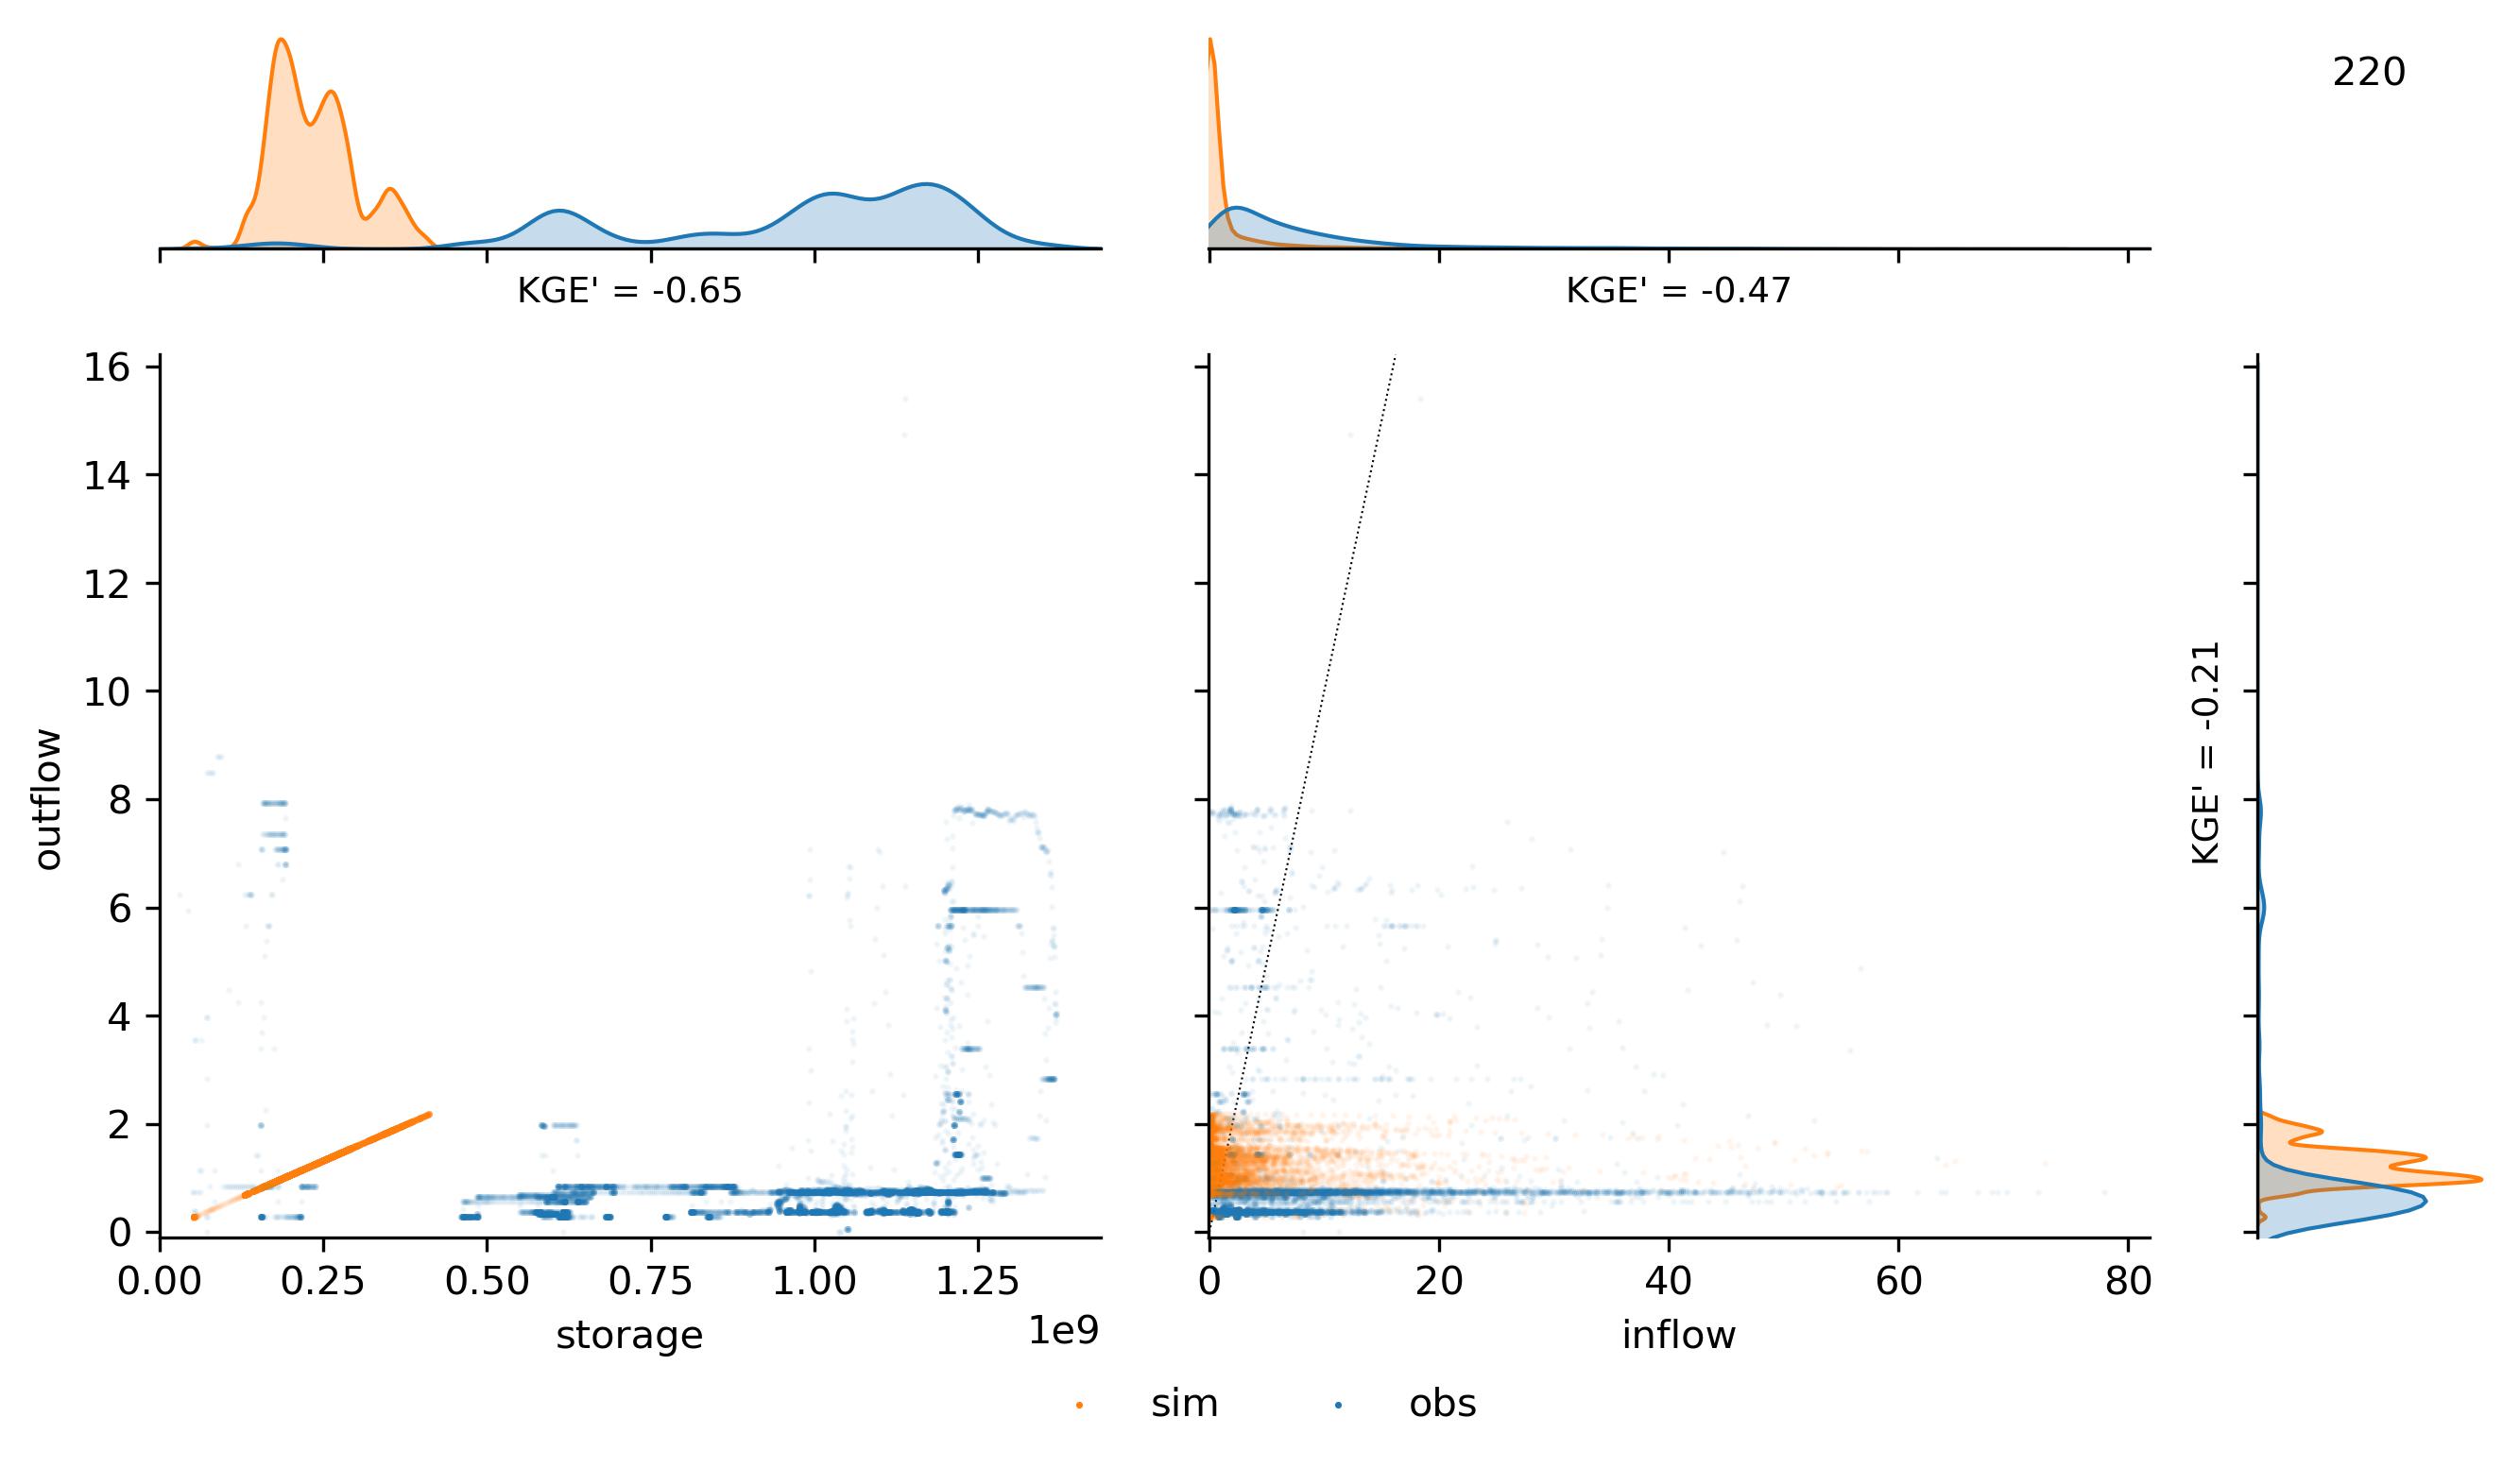 220
KGE' = -0.65
KGE' = -0.47
16
14
12
10
8
6
4
2
0
outflow
KGE' = -0.21
0.00 0.25 0.50 0.75 1.00 1.25
1e9
storage
0 20 40 60 80
inflow
sim obs